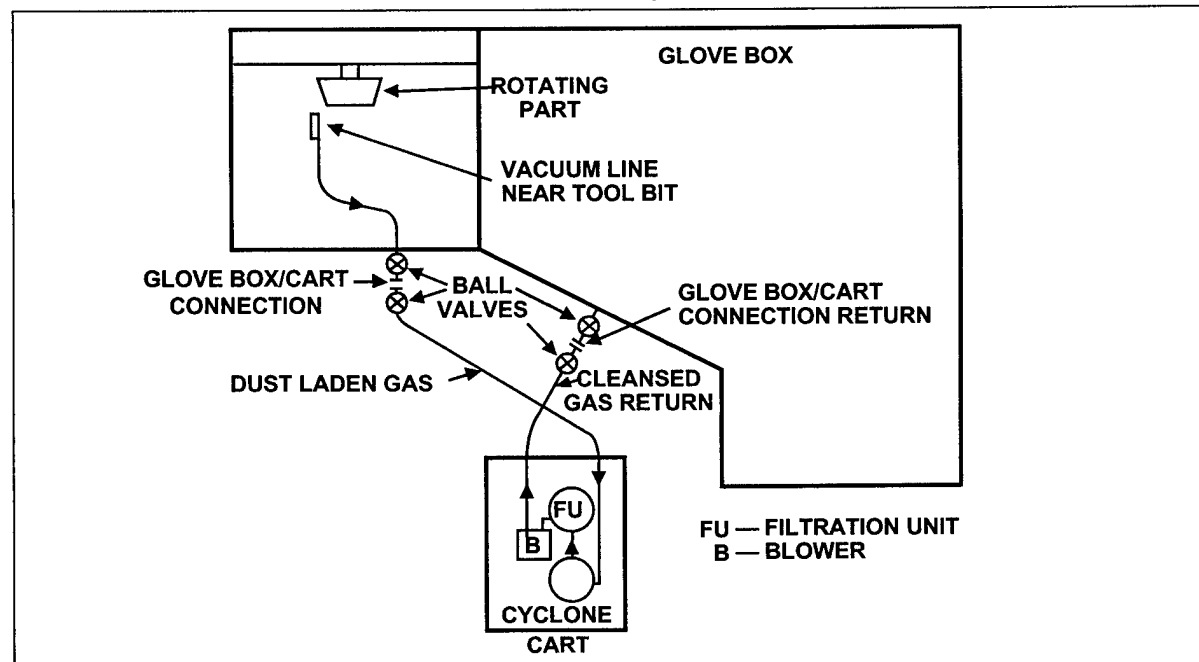 GLOVE BOX
ROTATING
PART
VACUUM LINE
NEAR TOOL BIT
GLOVE BOX/CART
CONNECTION
BALL
VALVES
GLOVE BOX/CART
CONNECTION RETURN
DUST LADEN GAS
CLEANSED
GAS RETURN
FU
B
CYCLONE
CART
FU — FILTRATION UNIT
B — BLOWER